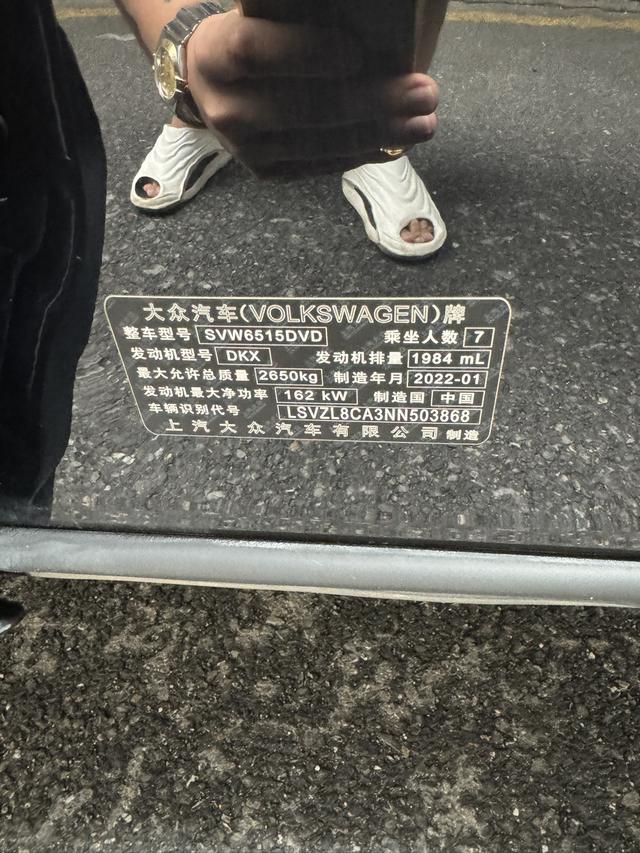 大众汽车(VOLKSWAGEN)牌
整车型号 SVW6515DVD 乘坐人数 7
发动机型号 DKX 发动机排量 1984 mL
最大允许总质量 2650kg 制造年月 2022-01
发动机最大净功率 162 kW 制造国 中国
车辆识别代号 LSVZL8CA3NN503868
上汽大众汽车有限公司 制造